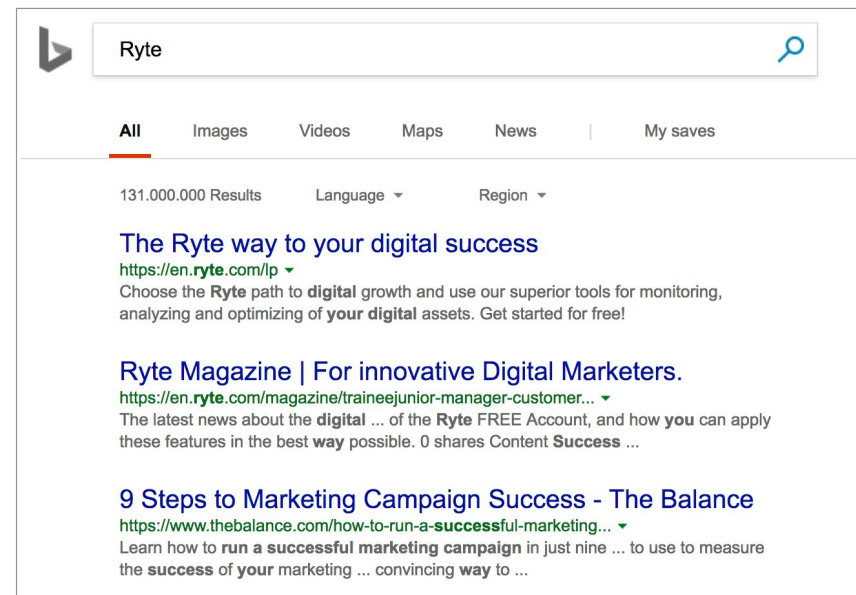 Ryte
All Images Videos Maps News | My saves
131.000.000 Results Language Region
The Ryte way to your digital success
https://en.ryte.com/lp
Choose the Ryte path to digital growth and use our superior tools for monitoring,
analyzing and optimizing of your digital assets. Get started for free!
Ryte Magazine | For innovative Digital Marketers.
https://en.ryte.com/magazine/traineejunior-manager-customer...
The latest news about the digital ... of the Ryte FREE Account, and how you can apply
these features in the best way possible. 0 shares Content Success ...
9 Steps to Marketing Campaign Success - The Balance
https://www.thebalance.com/how-to-run-a-successful-marketing...
Learn how to run a successful marketing campaign in just nine ... to use to measure
the success of your marketing ... convincing way to ...